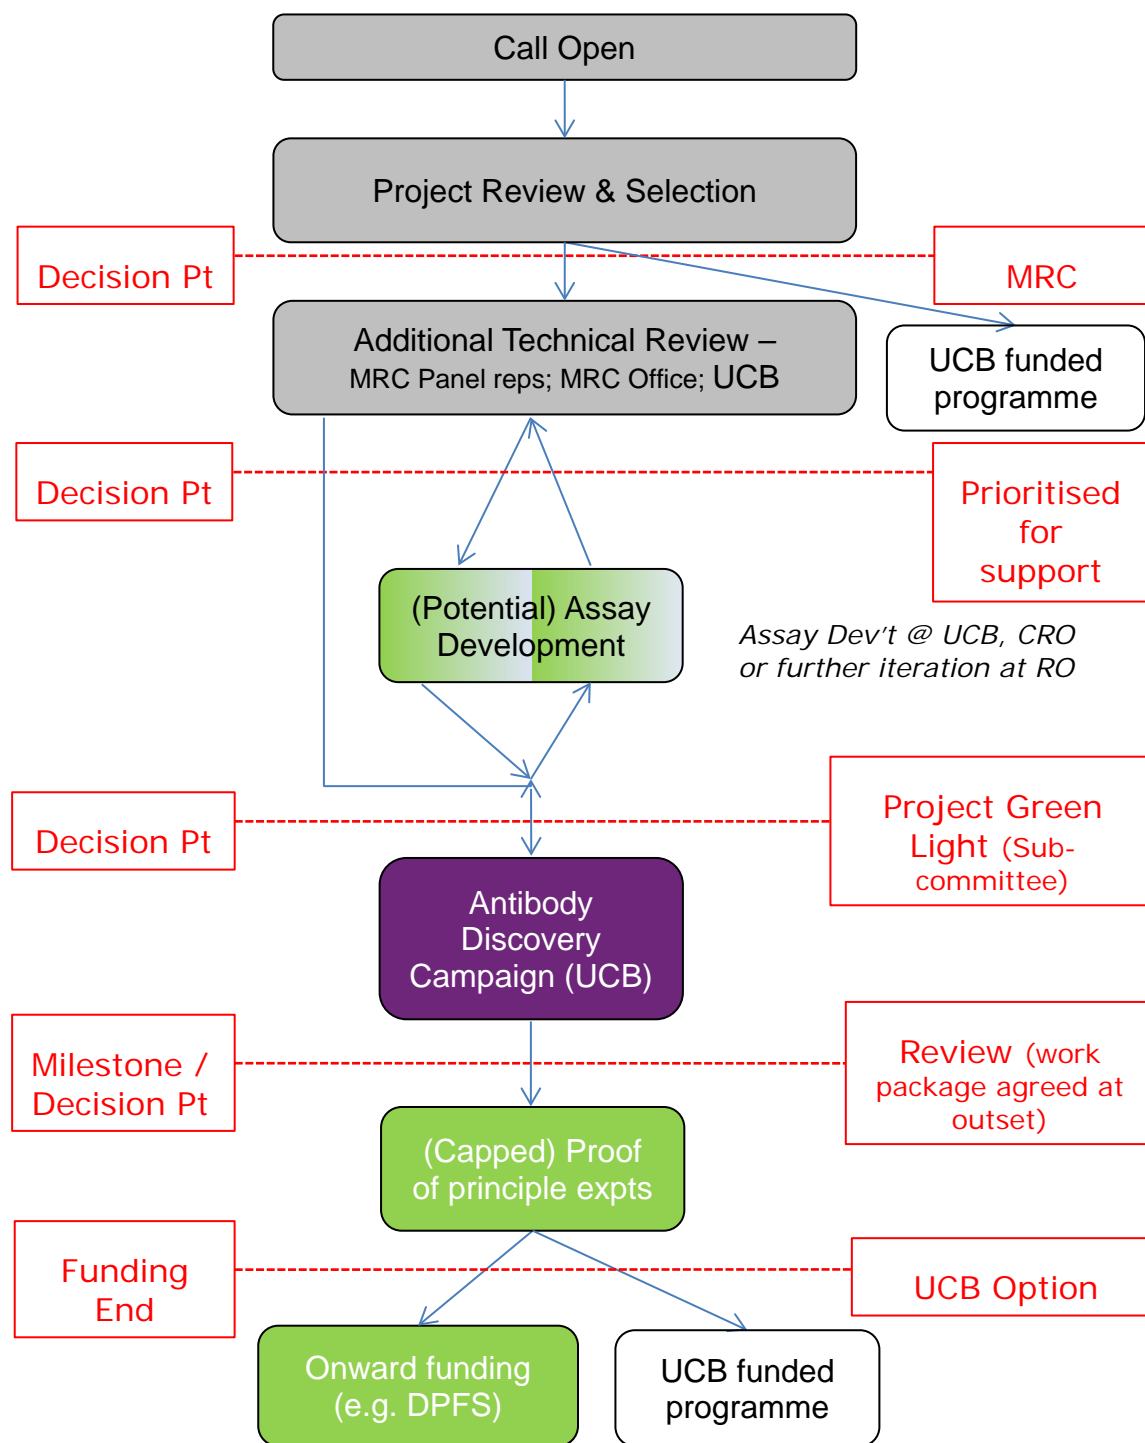 Call Open
Project Review & Selection
Decision Pt
MRC
Additional Technical Review –
MRC Panel reps; MRC Office; UCB
UCB funded
programme
Decision Pt
Prioritised
for
support
(Potential) Assay
Development
Assay Dev't @ UCB, CRO
or further iteration at RO
Decision Pt
Project Green
Light (Sub-
committee)
Antibody
Discovery
Campaign (UCB)
Milestone /
Decision Pt
Review (work
package agreed at
outset)
(Capped) Proof
of principle expts
Funding
End
UCB Option
Onward funding
(e.g. DPFS)
UCB funded
programme